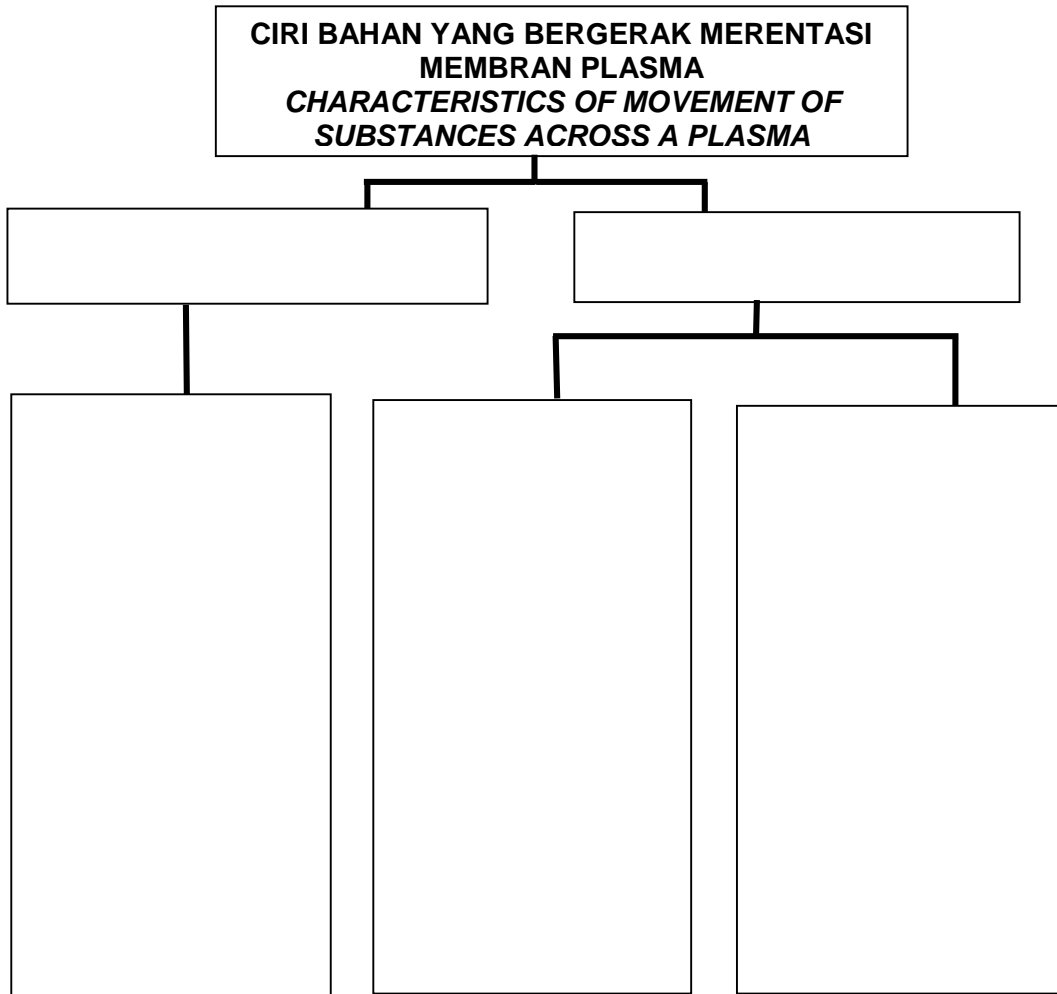 CIRI BAHAN YANG BERGERAK MERENTASI
MEMBRAN PLASMA
CHARACTERISTICS OF MOVEMENT OF
SUBSTANCES ACROSS A PLASMA